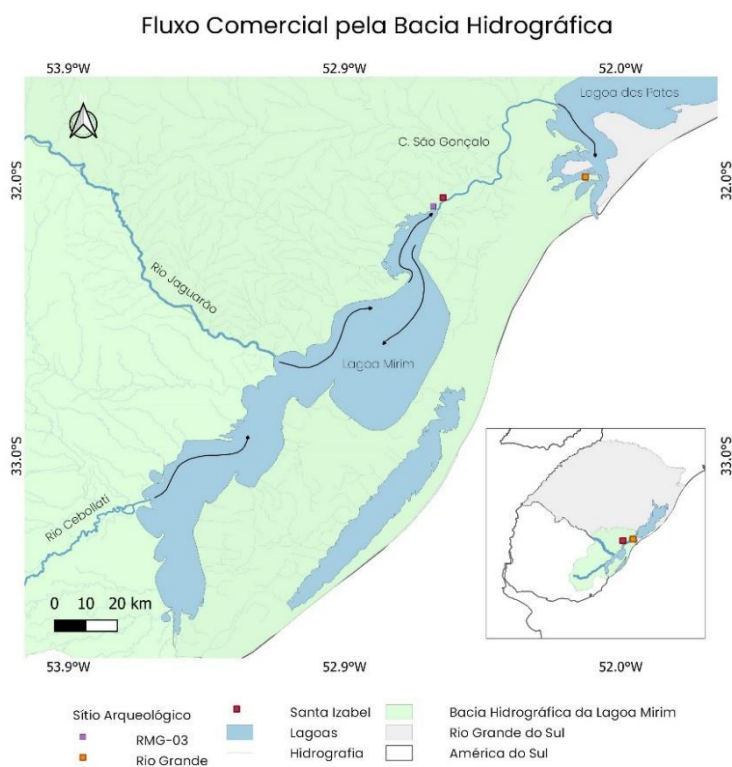 Fluxo Comercial pela Bacia Hidrográfica
53.9°W 52.9°W 52.0°W
Lagoa dos Patos
C. São Gonçalo
32.0°S 32.0°S
Rio Jaguarão
Lagoa Mirim
33.0°S 33.0°S
Rio Cebollatí
0 10 20 km
53.9°W 52.9°W 52.0°W
Sítio Arqueológico
RMG-03
Rio Grande
Santa Izabel
Lagoas
Hidrografia
Bacia Hidrográfica da Lagoa Mirim
Rio Grande do Sul
América do Sul